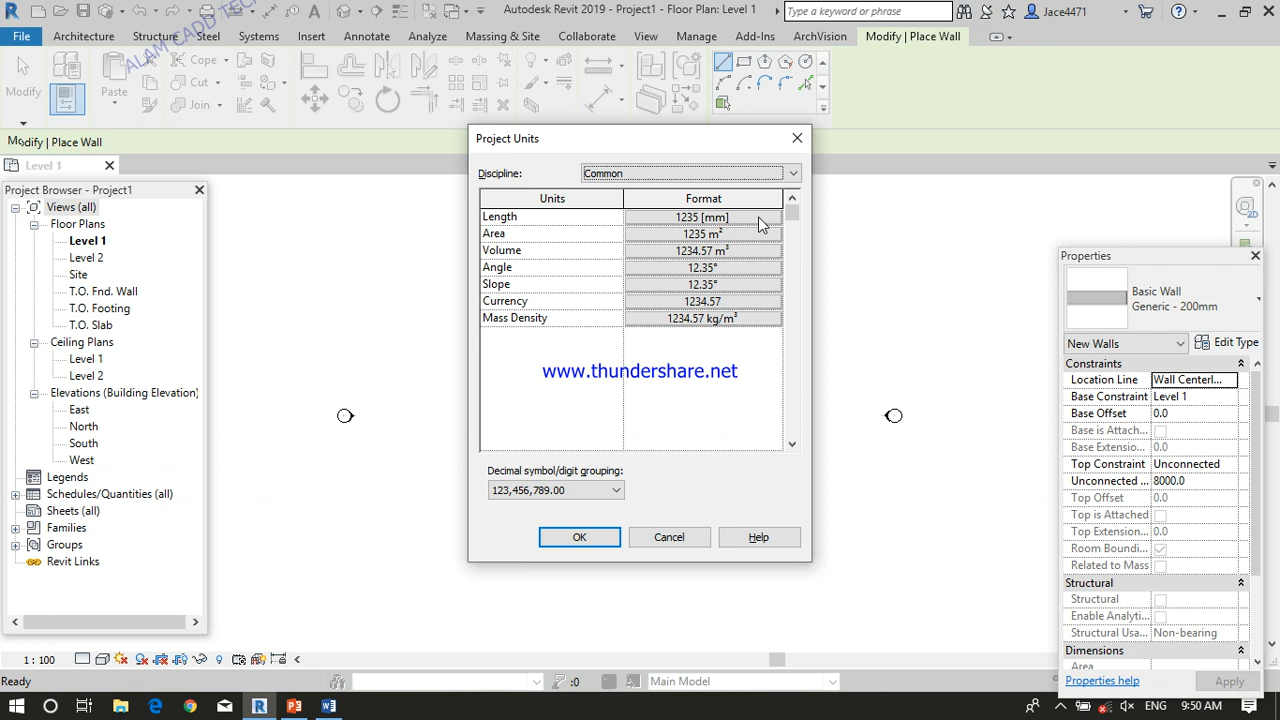 Autodesk Revit 2019 - Project1 - Floor Plan: Level 1
Type a keyword or phrase
Jace4471
File Architecture Structure Steel Systems Insert Annotate Analyze Massing & Site Collaborate View Manage Add-Ins ArchVision Modify | Place Wall
ALAM CAD TECH
Modify
Paste
Cope
Cut
Join
Modify | Place Wall
Level 1
Project Browser - Project1
Views (all)
Floor Plans
Level 1
Level 2
Site
T.O. Fnd. Wall
T.O. Footing
T.O. Slab
Ceiling Plans
Level 1
Level 2
Elevations (Building Elevation)
East
North
South
West
Legends
Schedules/Quantities (all)
Sheets (all)
Families
Groups
Revit Links
Project Units
Discipline: Common
Units Format
Length 1235 [mm]
Area 1235 m²
Volume 1234.57 m³
Angle 12.35°
Slope 12.35°
Currency 1234.57
Mass Density 1234.57 kg/m³
www.thundershare.net
Decimal symbol/digit grouping:
123,456,789.00
OK Cancel Help
2D
Properties
Basic Wall
Generic - 200mm
New Walls Edit Type
Constraints
Location Line Wall Centerl...
Base Constraint Level 1
Base Offset 0.0
Base is Attach...
Base Extension... 0.0
Top Constraint Unconnected
Unconnected ... 8000.0
Top Offset 0.0
Top is Attached
Top Extension... 0.0
Room Boundi...
Related to Mass
Structural
Structural
Enable Analyti...
Structural Usa... Non-bearing
Dimensions
Area
Properties help Apply
1 : 100
Ready
:0
Main Model
ENG 9:50 AM